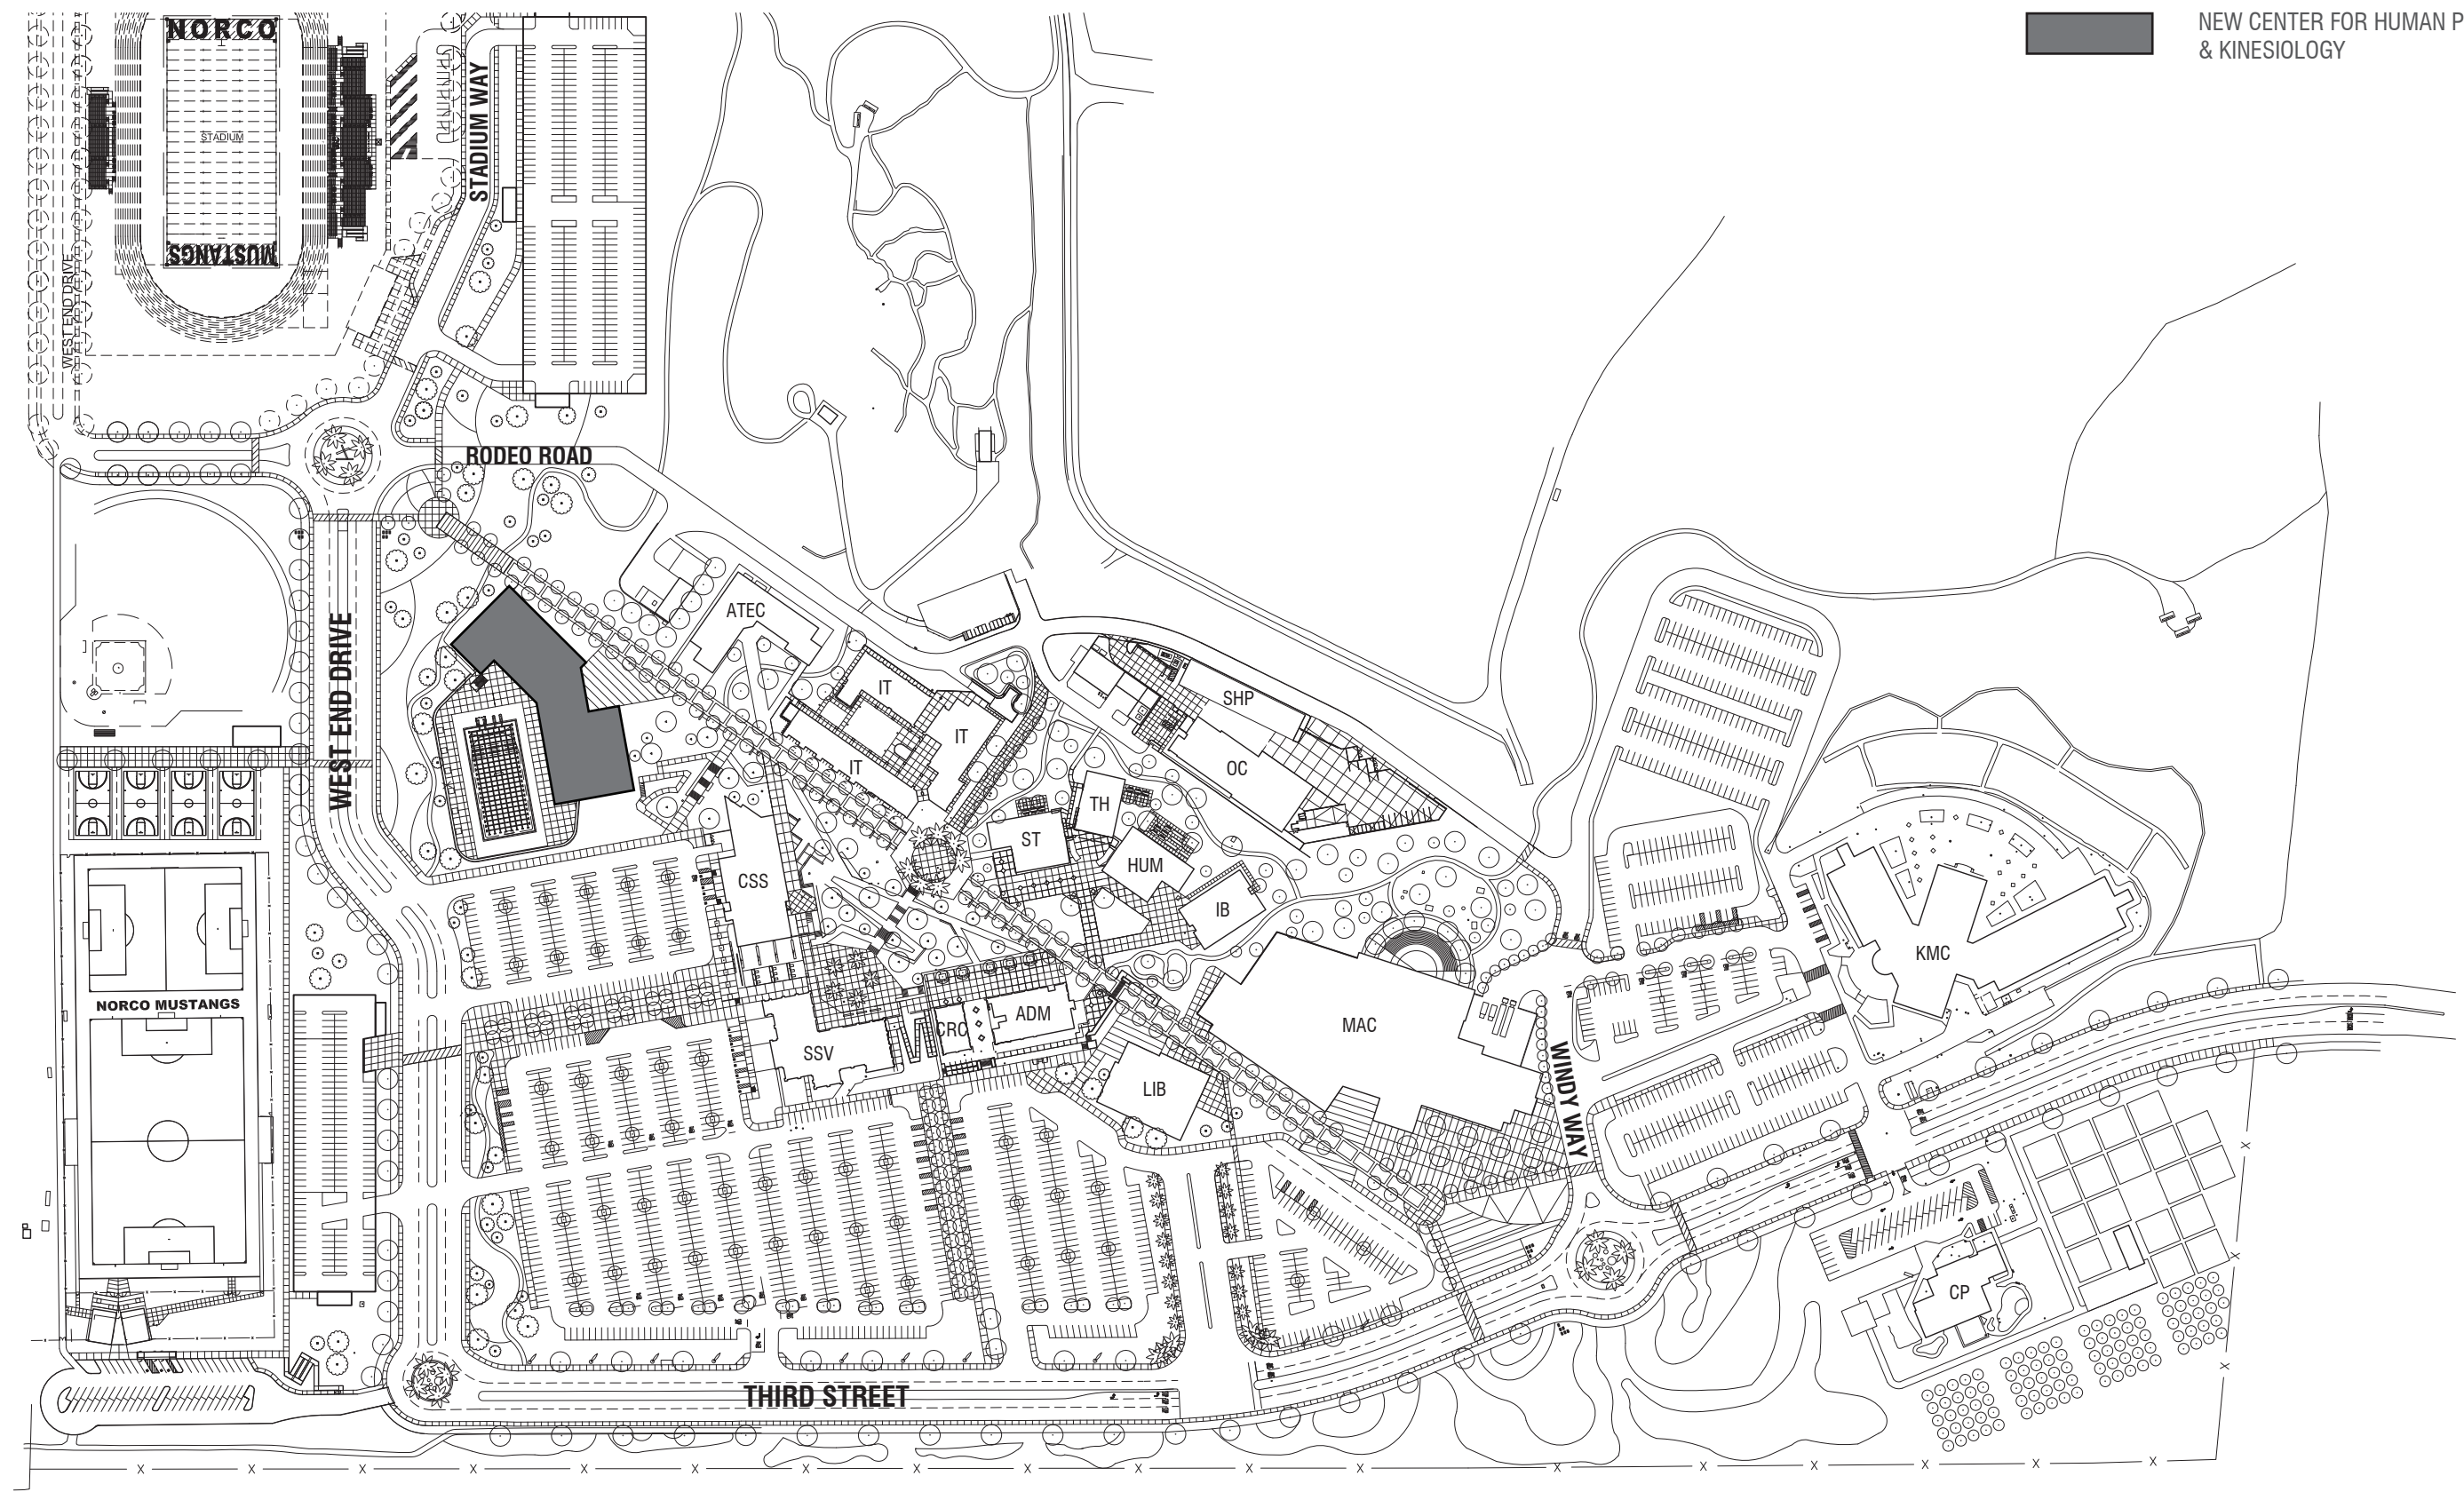 NORCO
STADIUM
MUSTANGS
WEST END DRIVE
STADIUM WAY
NEW CENTER FOR HUMAN P
& KINESIOLOGY
RODEO ROAD
WEST END DRIVE
ATEC
IT
IT
IT
SHP
OC
TH
ST
HUM
IB
CSS
KMC
NORCO MUSTANGS
CRC
ADM
MAC
SSV
LIB
WINDY WAY
CP
THIRD STREET
X X X X X X X X X X X X X X X X X X
X
X
X